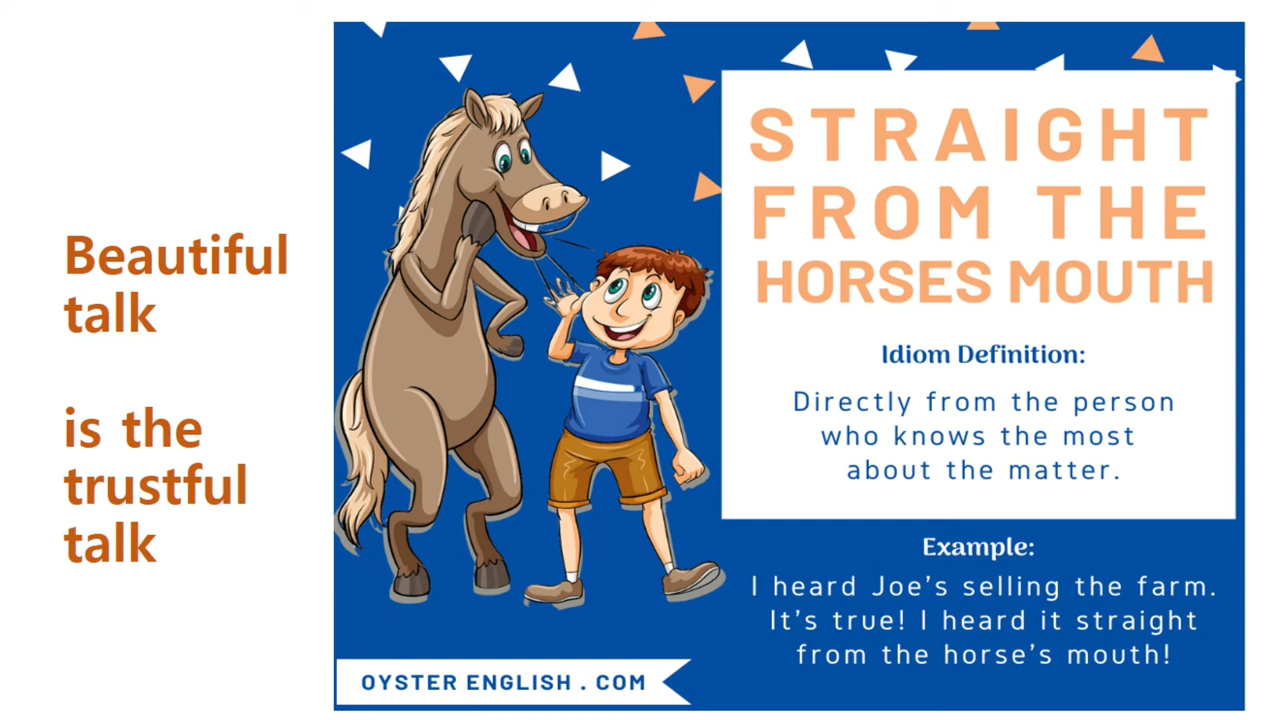 Beautiful
talk
is the
trustful
talk
STRAIGHT
FROM THE
HORSES MOUTH
Idiom Definition:
Directly from the person
who knows the most
about the matter.
Example:
I heard Joe's selling the farm.
It's true! I heard it straight
from the horse's mouth!
OYSTER ENGLISH . COM